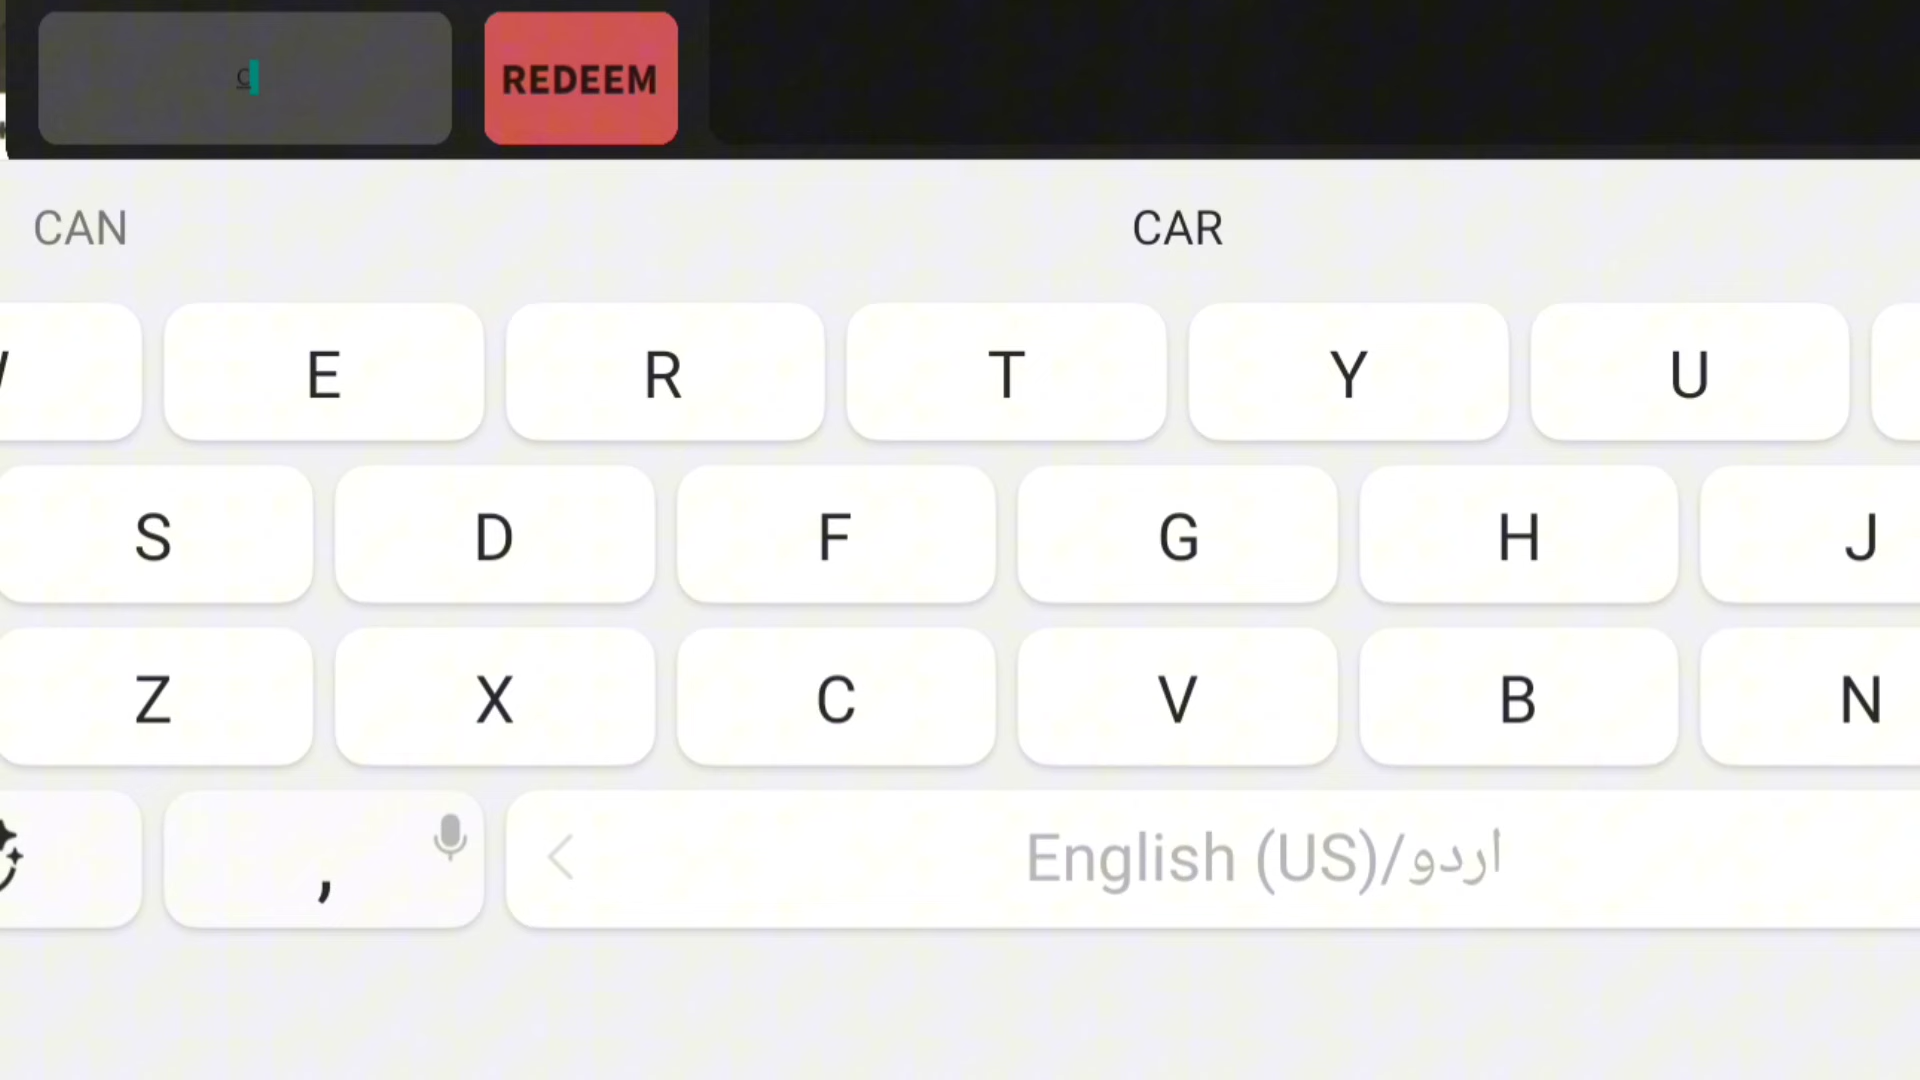 C
REDEEM
CAN CAR
E R T Y U
S D F G H J
Z X C V B N
, English (US)/اردو